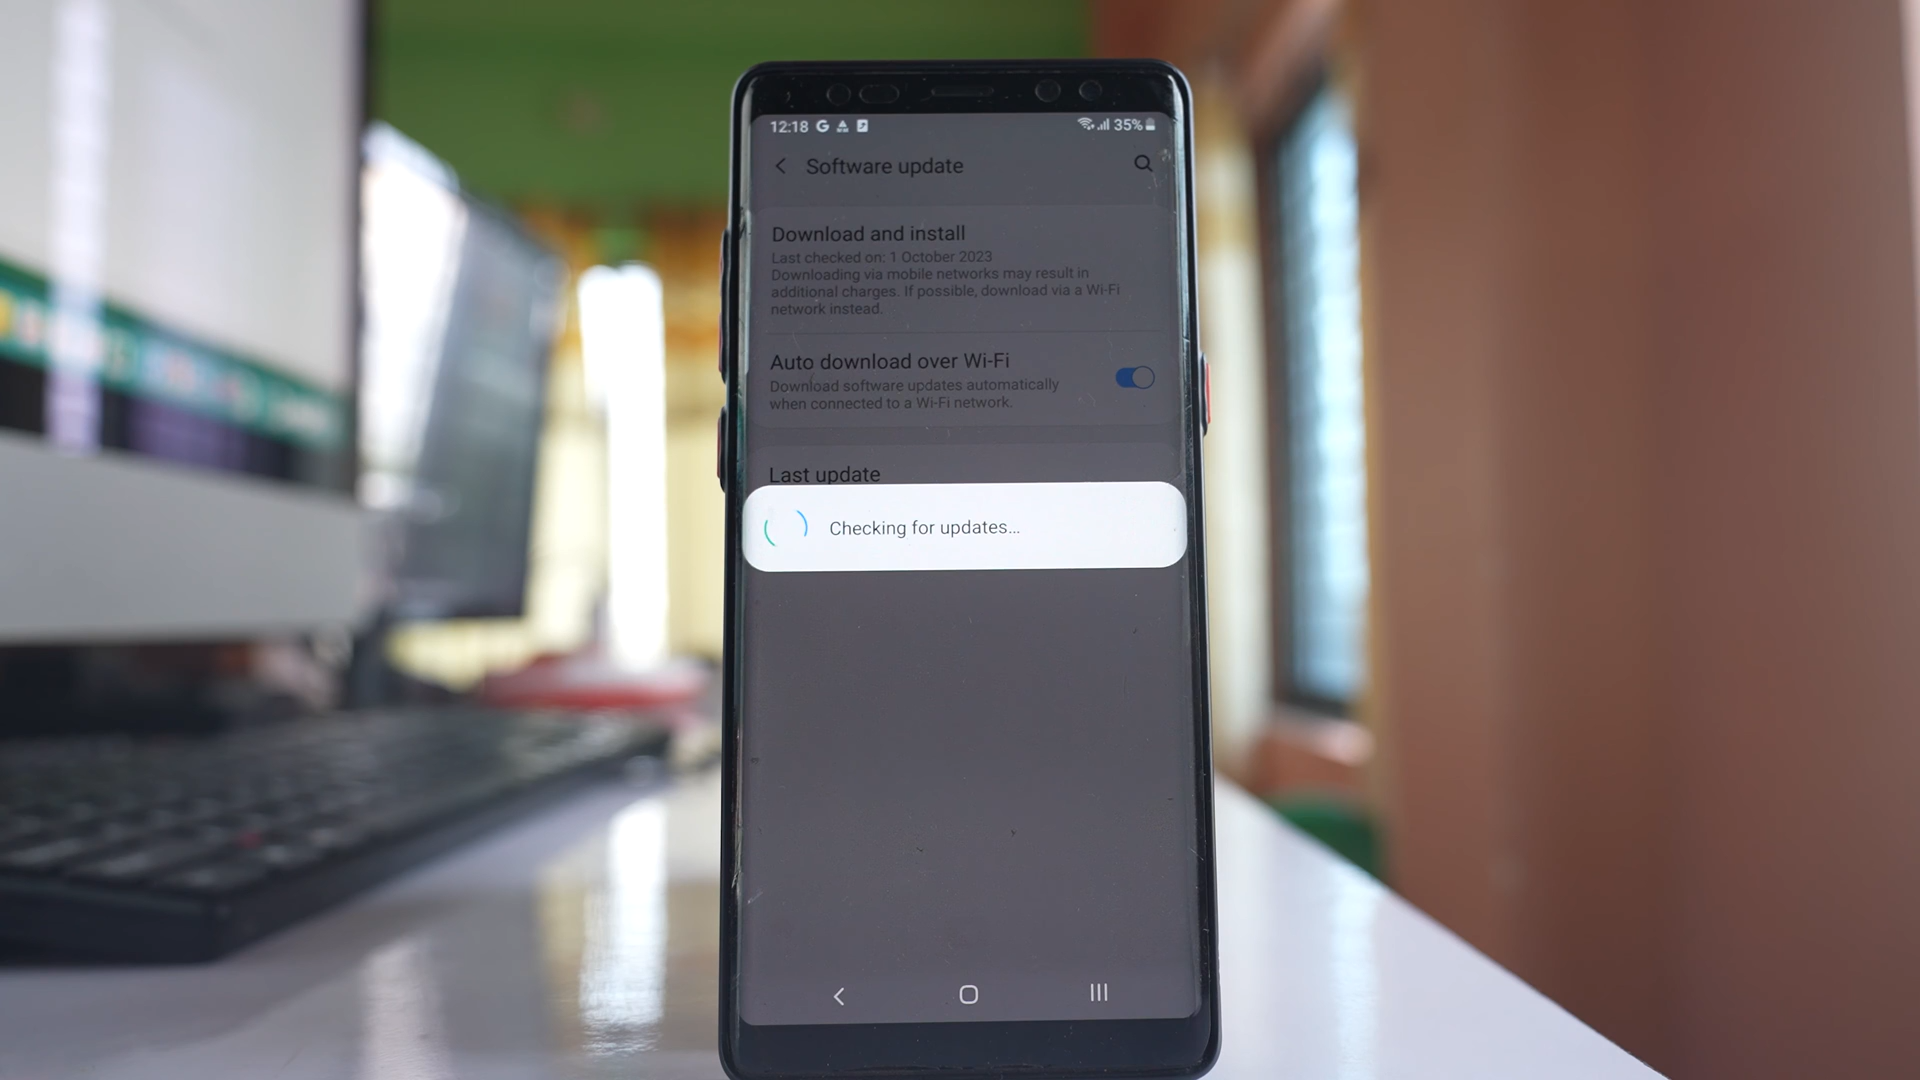 12:18 G 35%
Software update
Download and install
Last checked on: 1 October 2023
Downloading via mobile networks may result in
additional charges. If possible, download via a Wi-Fi
network instead.
Auto download over Wi-Fi
Download software updates automatically
when connected to a Wi-Fi network.
Last update
Checking for updates...